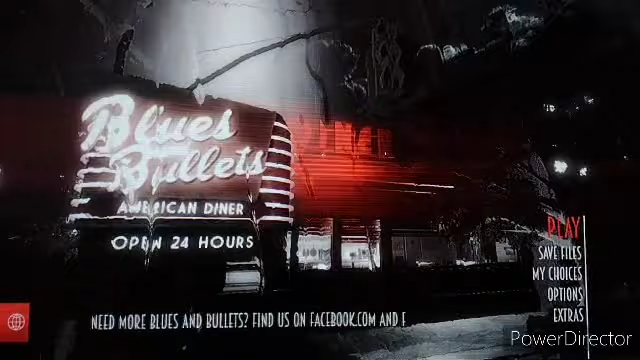 Blues
Bullets
AMERICAN DINER
OPEN 24 HOURS
DINER
PLAY
SAVE FILES
MY CHOICES
OPTIONS
EXTRAS
NEED MORE BLUES AND BULLETS? FIND US ON FACEBOOK.COM AND F
PowerDirector